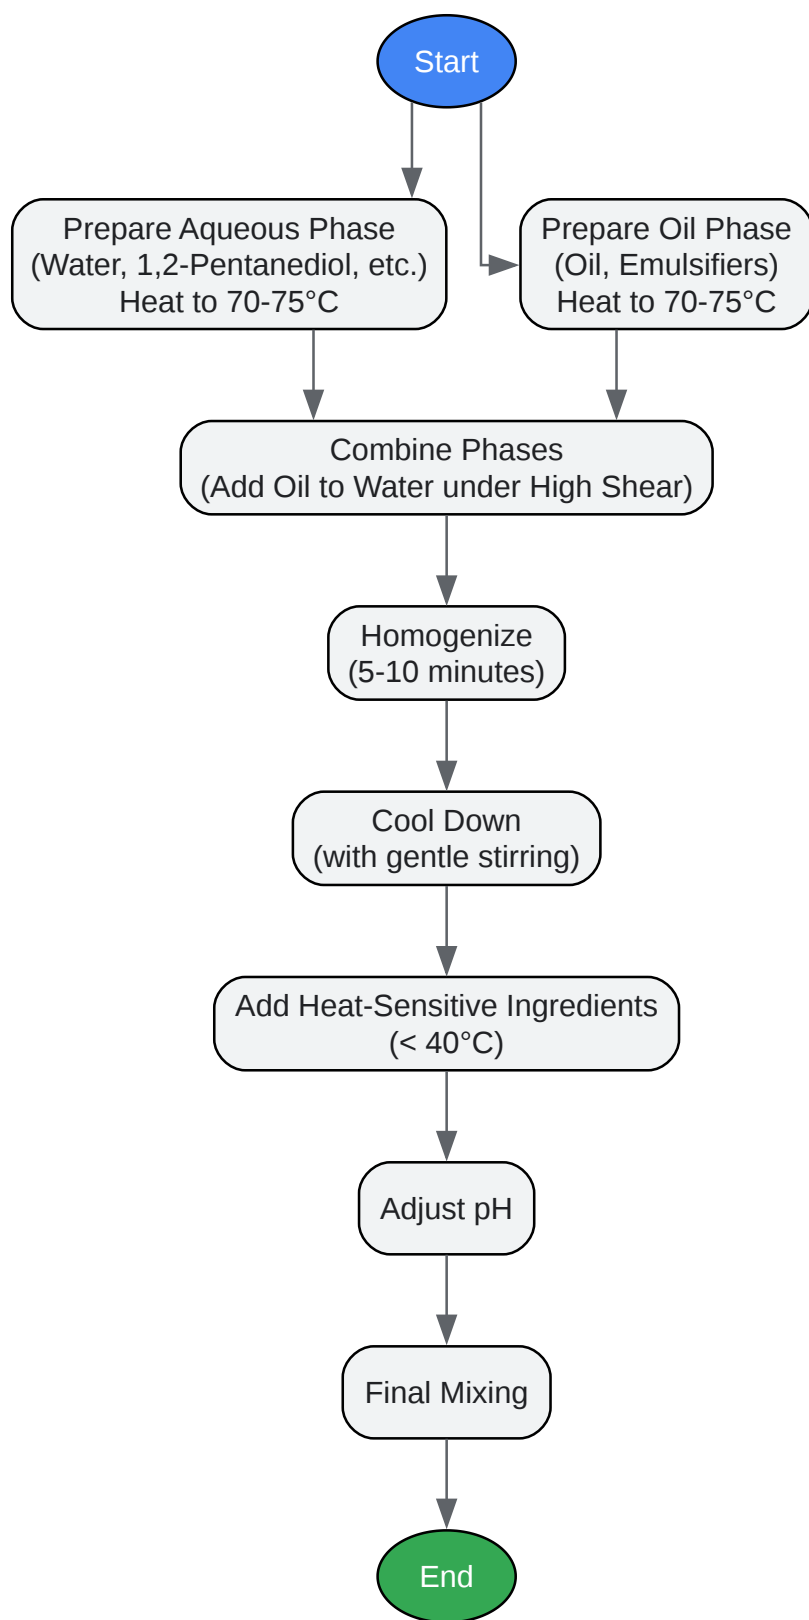 Start
Prepare Aqueous Phase
(Water, 1,2-Pentanediol, etc.)
Heat to 70-75°C
Prepare Oil Phase
(Oil, Emulsifiers)
Heat to 70-75°C
Combine Phases
(Add Oil to Water under High Shear)
Homogenize
(5-10 minutes)
Cool Down
(with gentle stirring)
Add Heat-Sensitive Ingredients
(< 40°C)
Adjust pH
Final Mixing
End